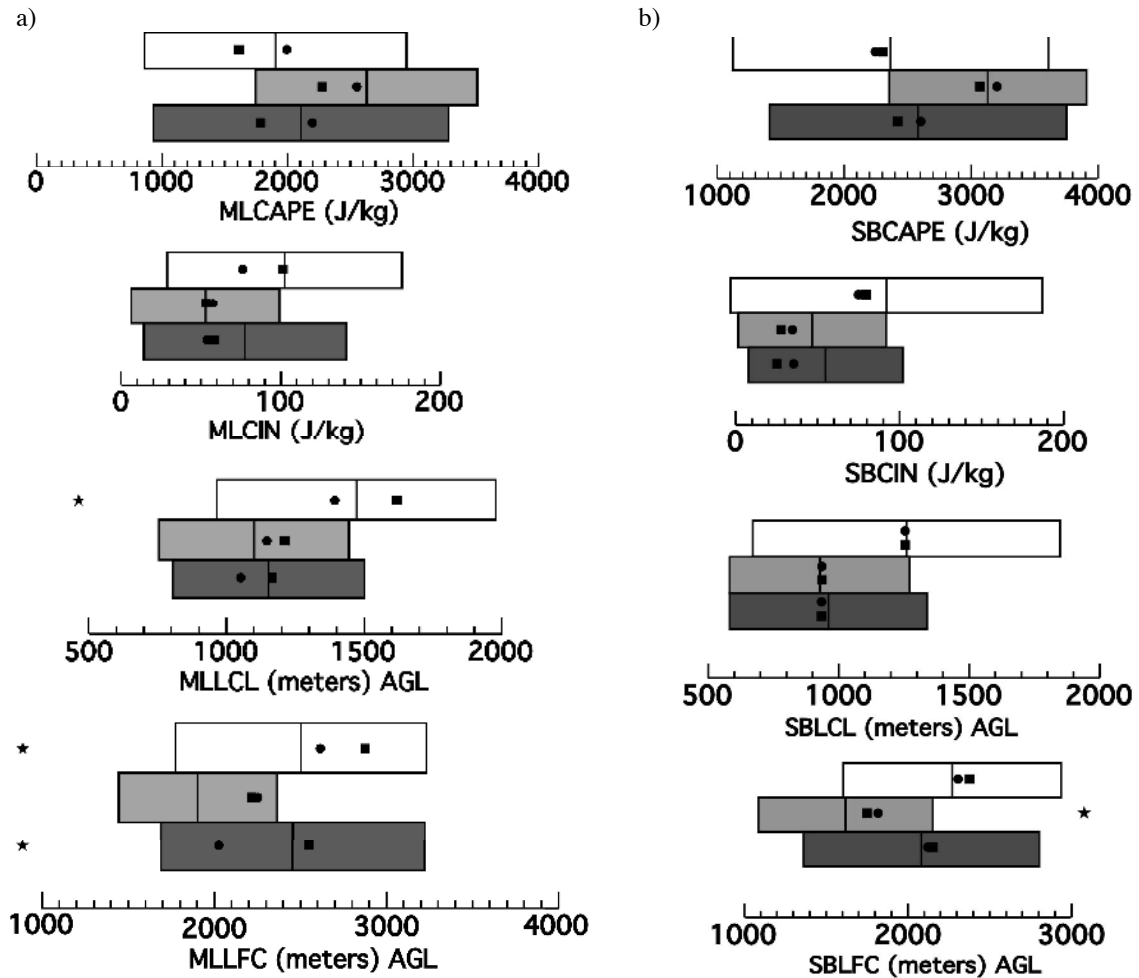 a)
0 1000 2000 3000 4000
MLCAPE (J/kg)
0 100 200
MLCIN (J/kg)
500 1000 1500 2000
MLLCL (meters) AGL
1000 2000 3000 4000
MLLFC (meters) AGL
b)
1000 2000 3000 4000
SBCAPE (J/kg)
0 100 200
SBCIN (J/kg)
500 1000 1500 2000
SBLCL (meters) AGL
1000 2000 3000
SBLFC (meters) AGL